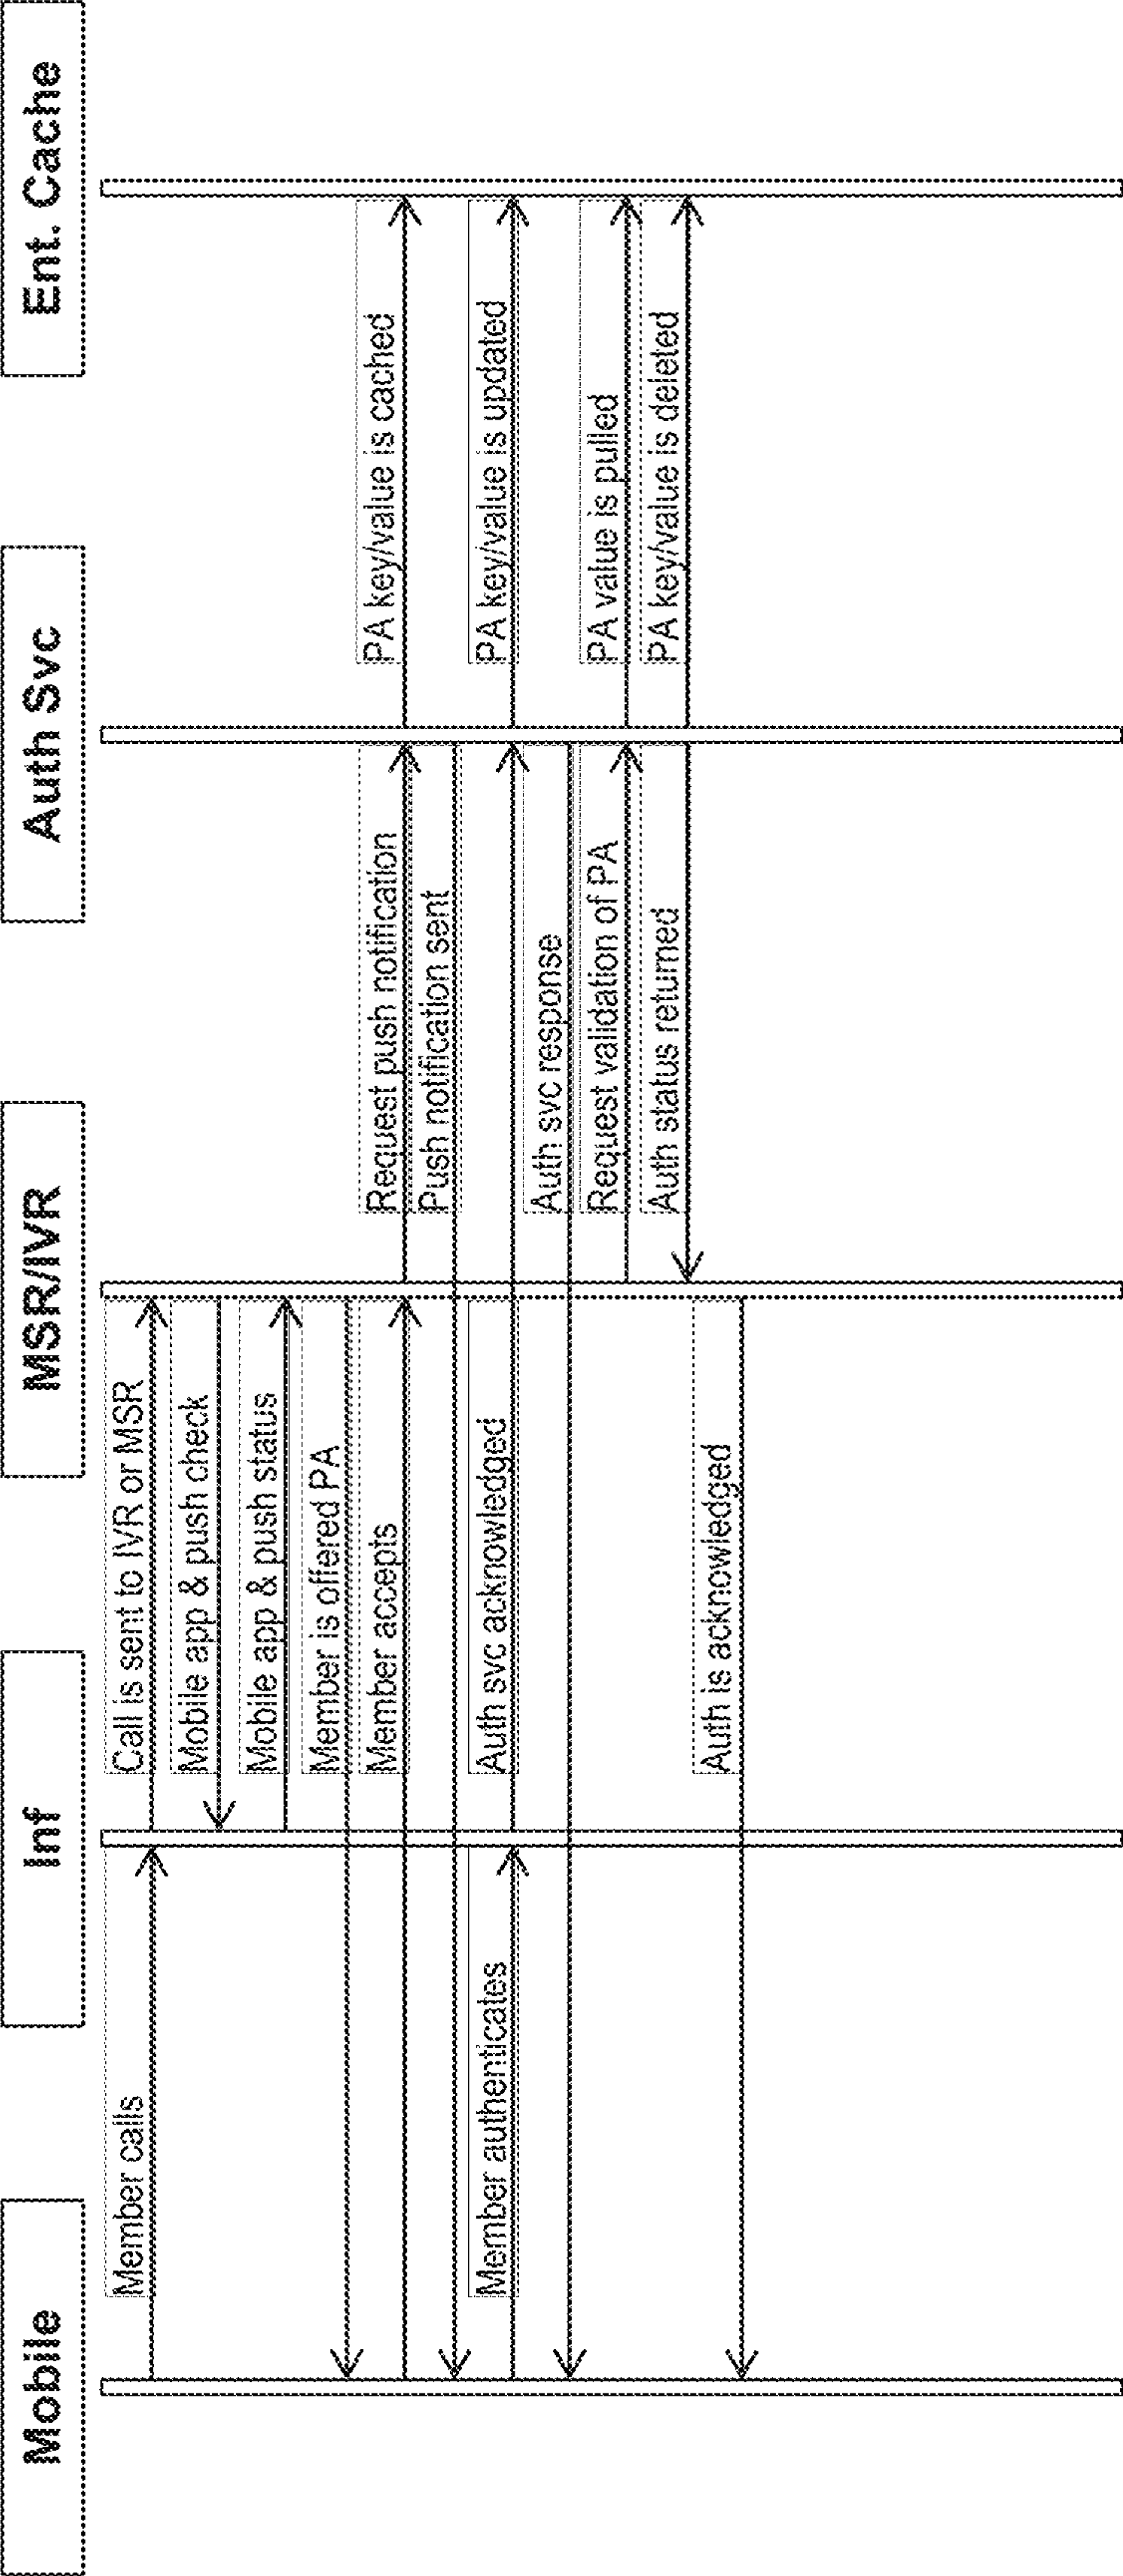 Mobile
Inf
MSR/IVR
Auth Svc
Ent. Cache
Member calls
Call is sent to IVR or MSR
Mobile app & push check
Mobile app & push status
Member is offered PA
Member accepts
Request push notification
PA key/value is cached
Push notification sent
Member authenticates
Auth svc acknowledged
PA key/value is updated
Auth svc response
Request validation of PA
PA value is pulled
Auth status returned
PA key/value is deleted
Auth is acknowledged